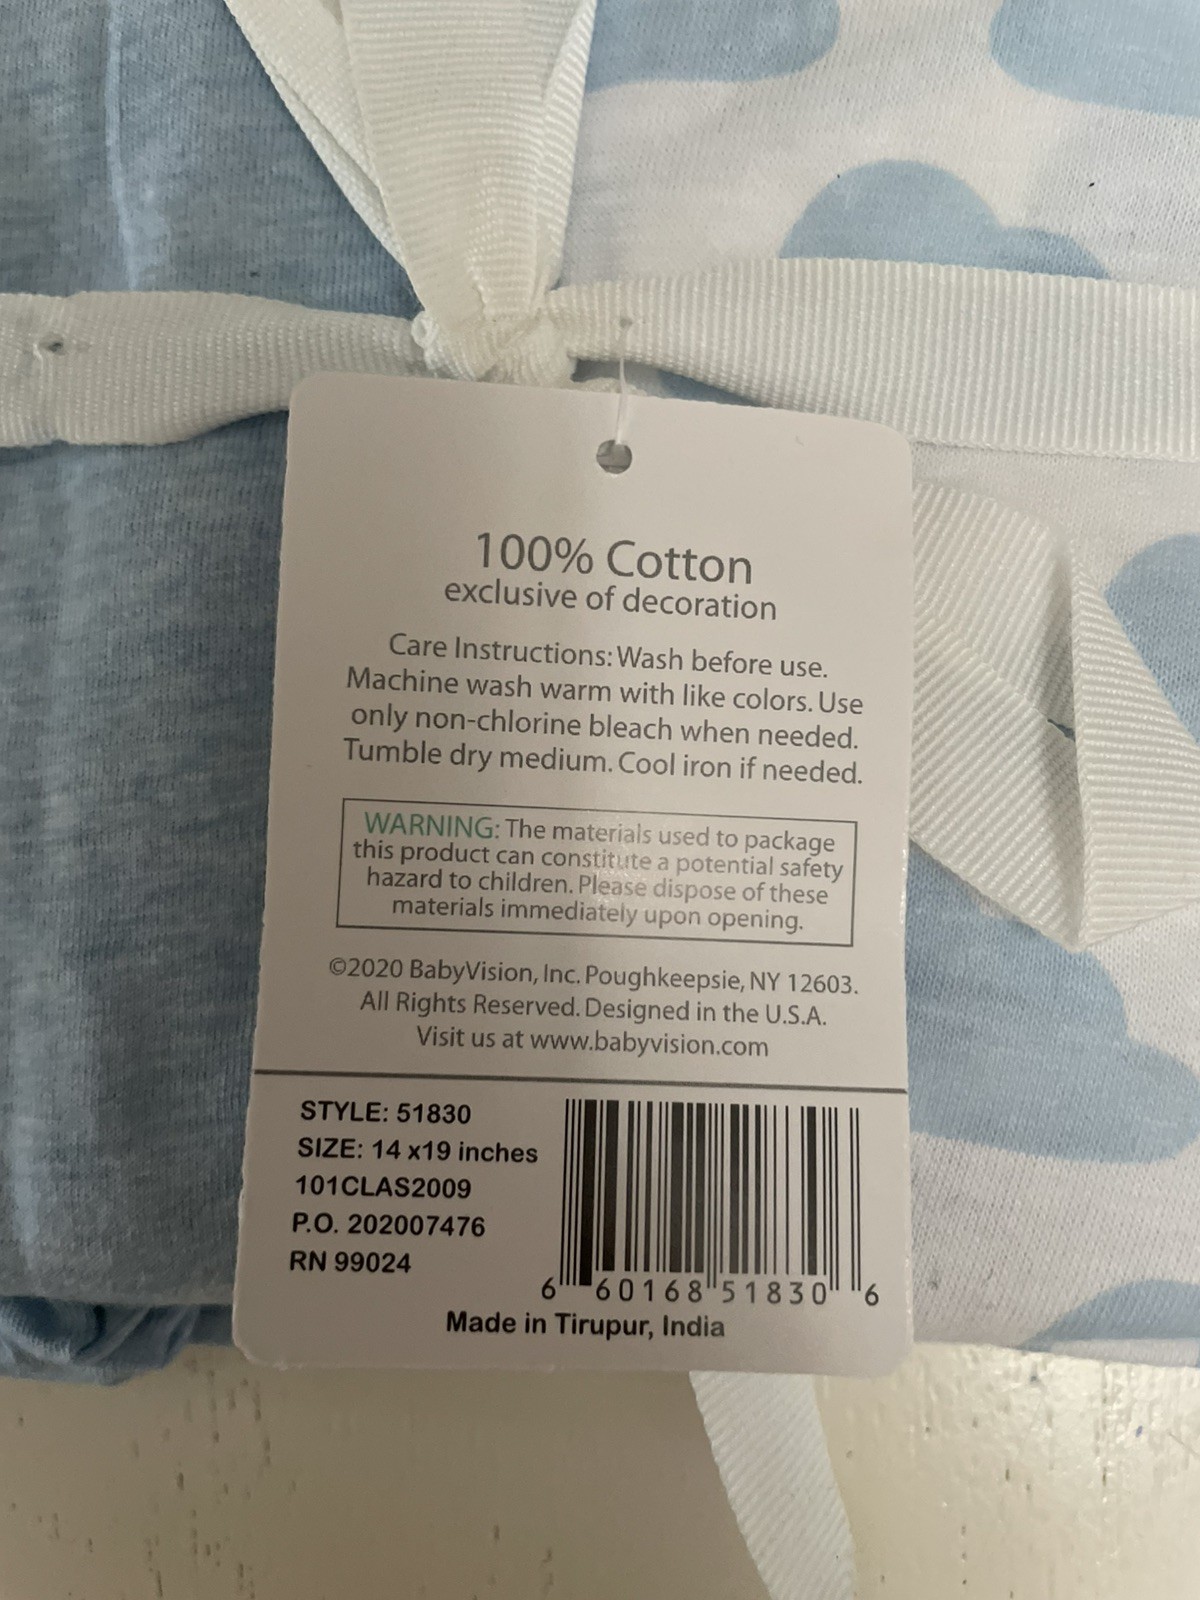 100% Cotton
exclusive of decoration
Care Instructions: Wash before use.
Machine wash warm with like colors. Use
only non-chlorine bleach when needed.
Tumble dry medium. Cool iron if needed.
WARNING: The materials used to package
this product can constitute a potential safety
hazard to children. Please dispose of these
materials immediately upon opening.
©2020 BabyVision, Inc. Poughkeepsie, NY 12603.
All Rights Reserved. Designed in the U.S.A.
Visit us at www.babyvision.com
STYLE: 51830
SIZE: 14 x19 inches
101CLAS2009
P.O. 202007476
RN 99024
6 60168 51830 6
Made in Tirupur, India